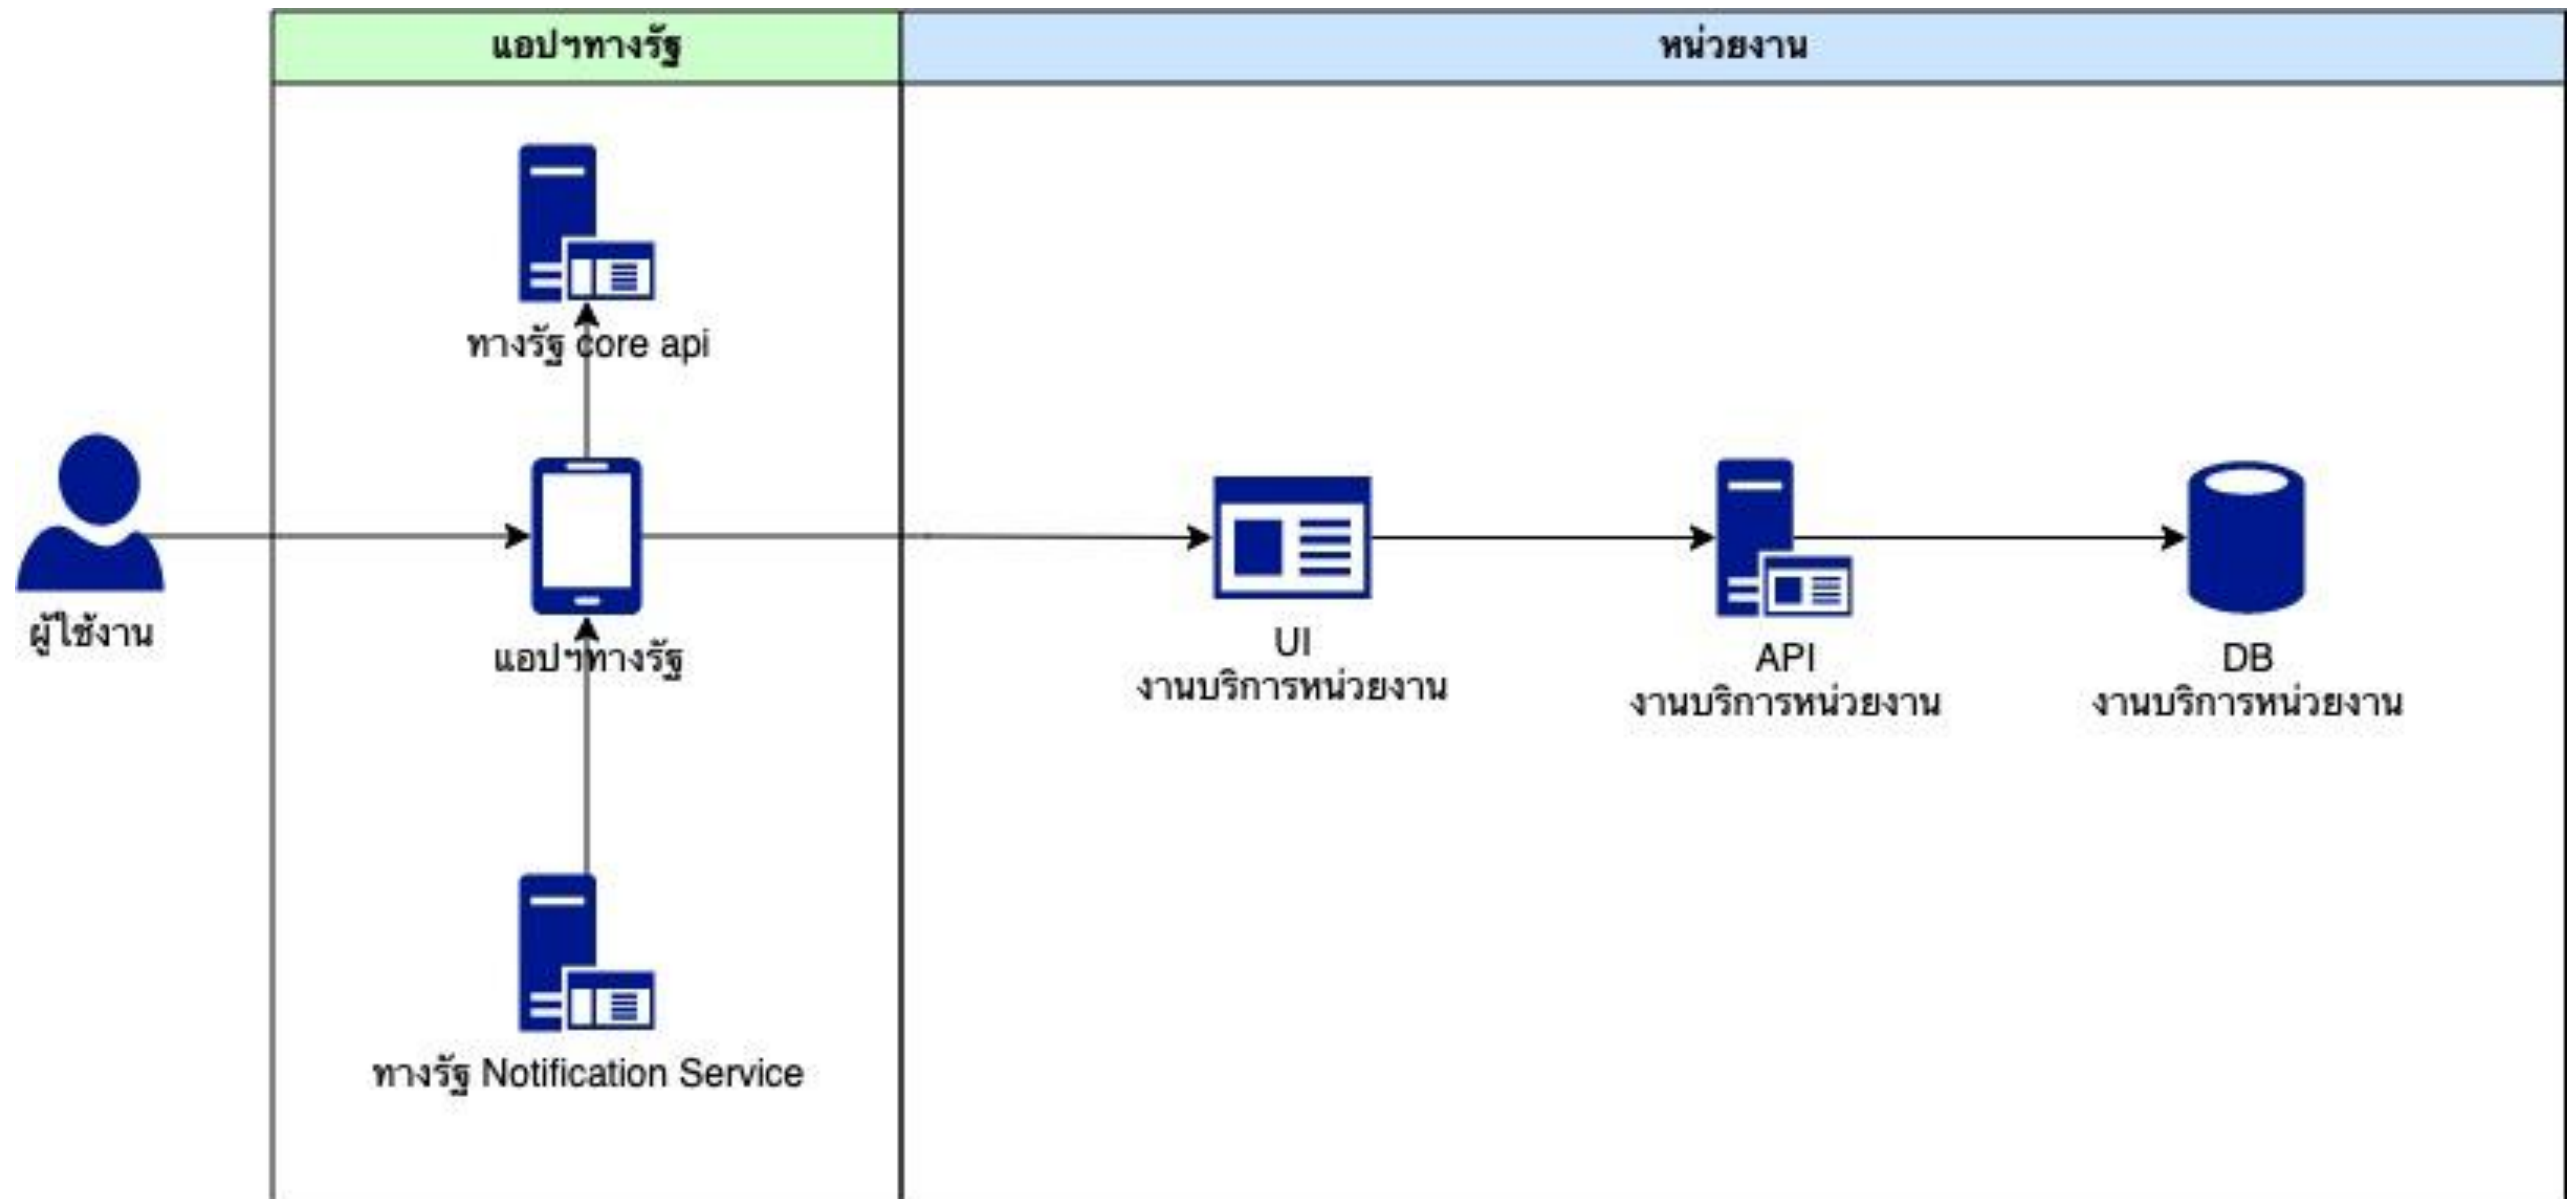 แอปฯทางรัฐ
หน่วยงาน
ทางรัฐ core api
ผู้ใช้งาน
แอปฯทางรัฐ
UI
งานบริการหน่วยงาน
API
งานบริการหน่วยงาน
DB
งานบริการหน่วยงาน
ทางรัฐ Notification Service